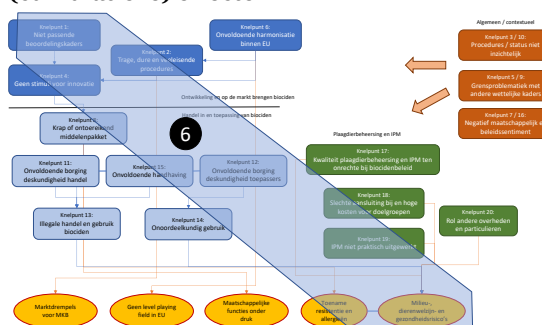 Knelpunt 1:
Niet passende
beoordelingskaders
Knelpunt 2:
Trage, dure en
procedures
Knelpunt 6:
Onvoldoende harmonisatie
binnen EU
Geen stimuli voor innovatie
Ontwikkeling en op de markt brengen biociden
Handel in en toepassing van biociden
Krap of ontoereikend
middelenpakket
6
Knelpunt 11:
Onvoldoende borging
deskundigheid handel
Knelpunt 15:
Onvoldoende handhaving
Knelpunt 12:
Onvoldoende borging
deskundigheid toepassers
Knelpunt 13:
Illegale handel en gebruik
biociden
Knelpunt 14:
Onoordeelkundig gebruik
Algemeen / contextueel
Knelpunt 3 / 10:
Procedures / status niet
inzichtelijk
Knelpunt 5 / 9:
Grensproblematiek met
andere wettelijke kaders
Knelpunt 7 / 16:
Negatief maatschappelijk en
beleidssentiment
Plaagdierbeheersing en IPM
Knelpunt 17:
Kwaliteit plaagdierbeheersing en IPM ten
onrechte bij biocidenbeleid
Knelpunt 18:
Slechte aansluiting bij en hoge
kosten voor doelgroepen
Knelpunt 19:
IPM niet praktisch uitgewerkt
Knelpunt 20:
Rol andere overheden
en particulieren
Marktdrempels
voor MKB
Geen level playing
field in EU
Maatschappelijke
functies onder
druk
Toename
resistentie en
allergieën
Milieu-,
dierenwelzijn- en
gezondheidsrisico's